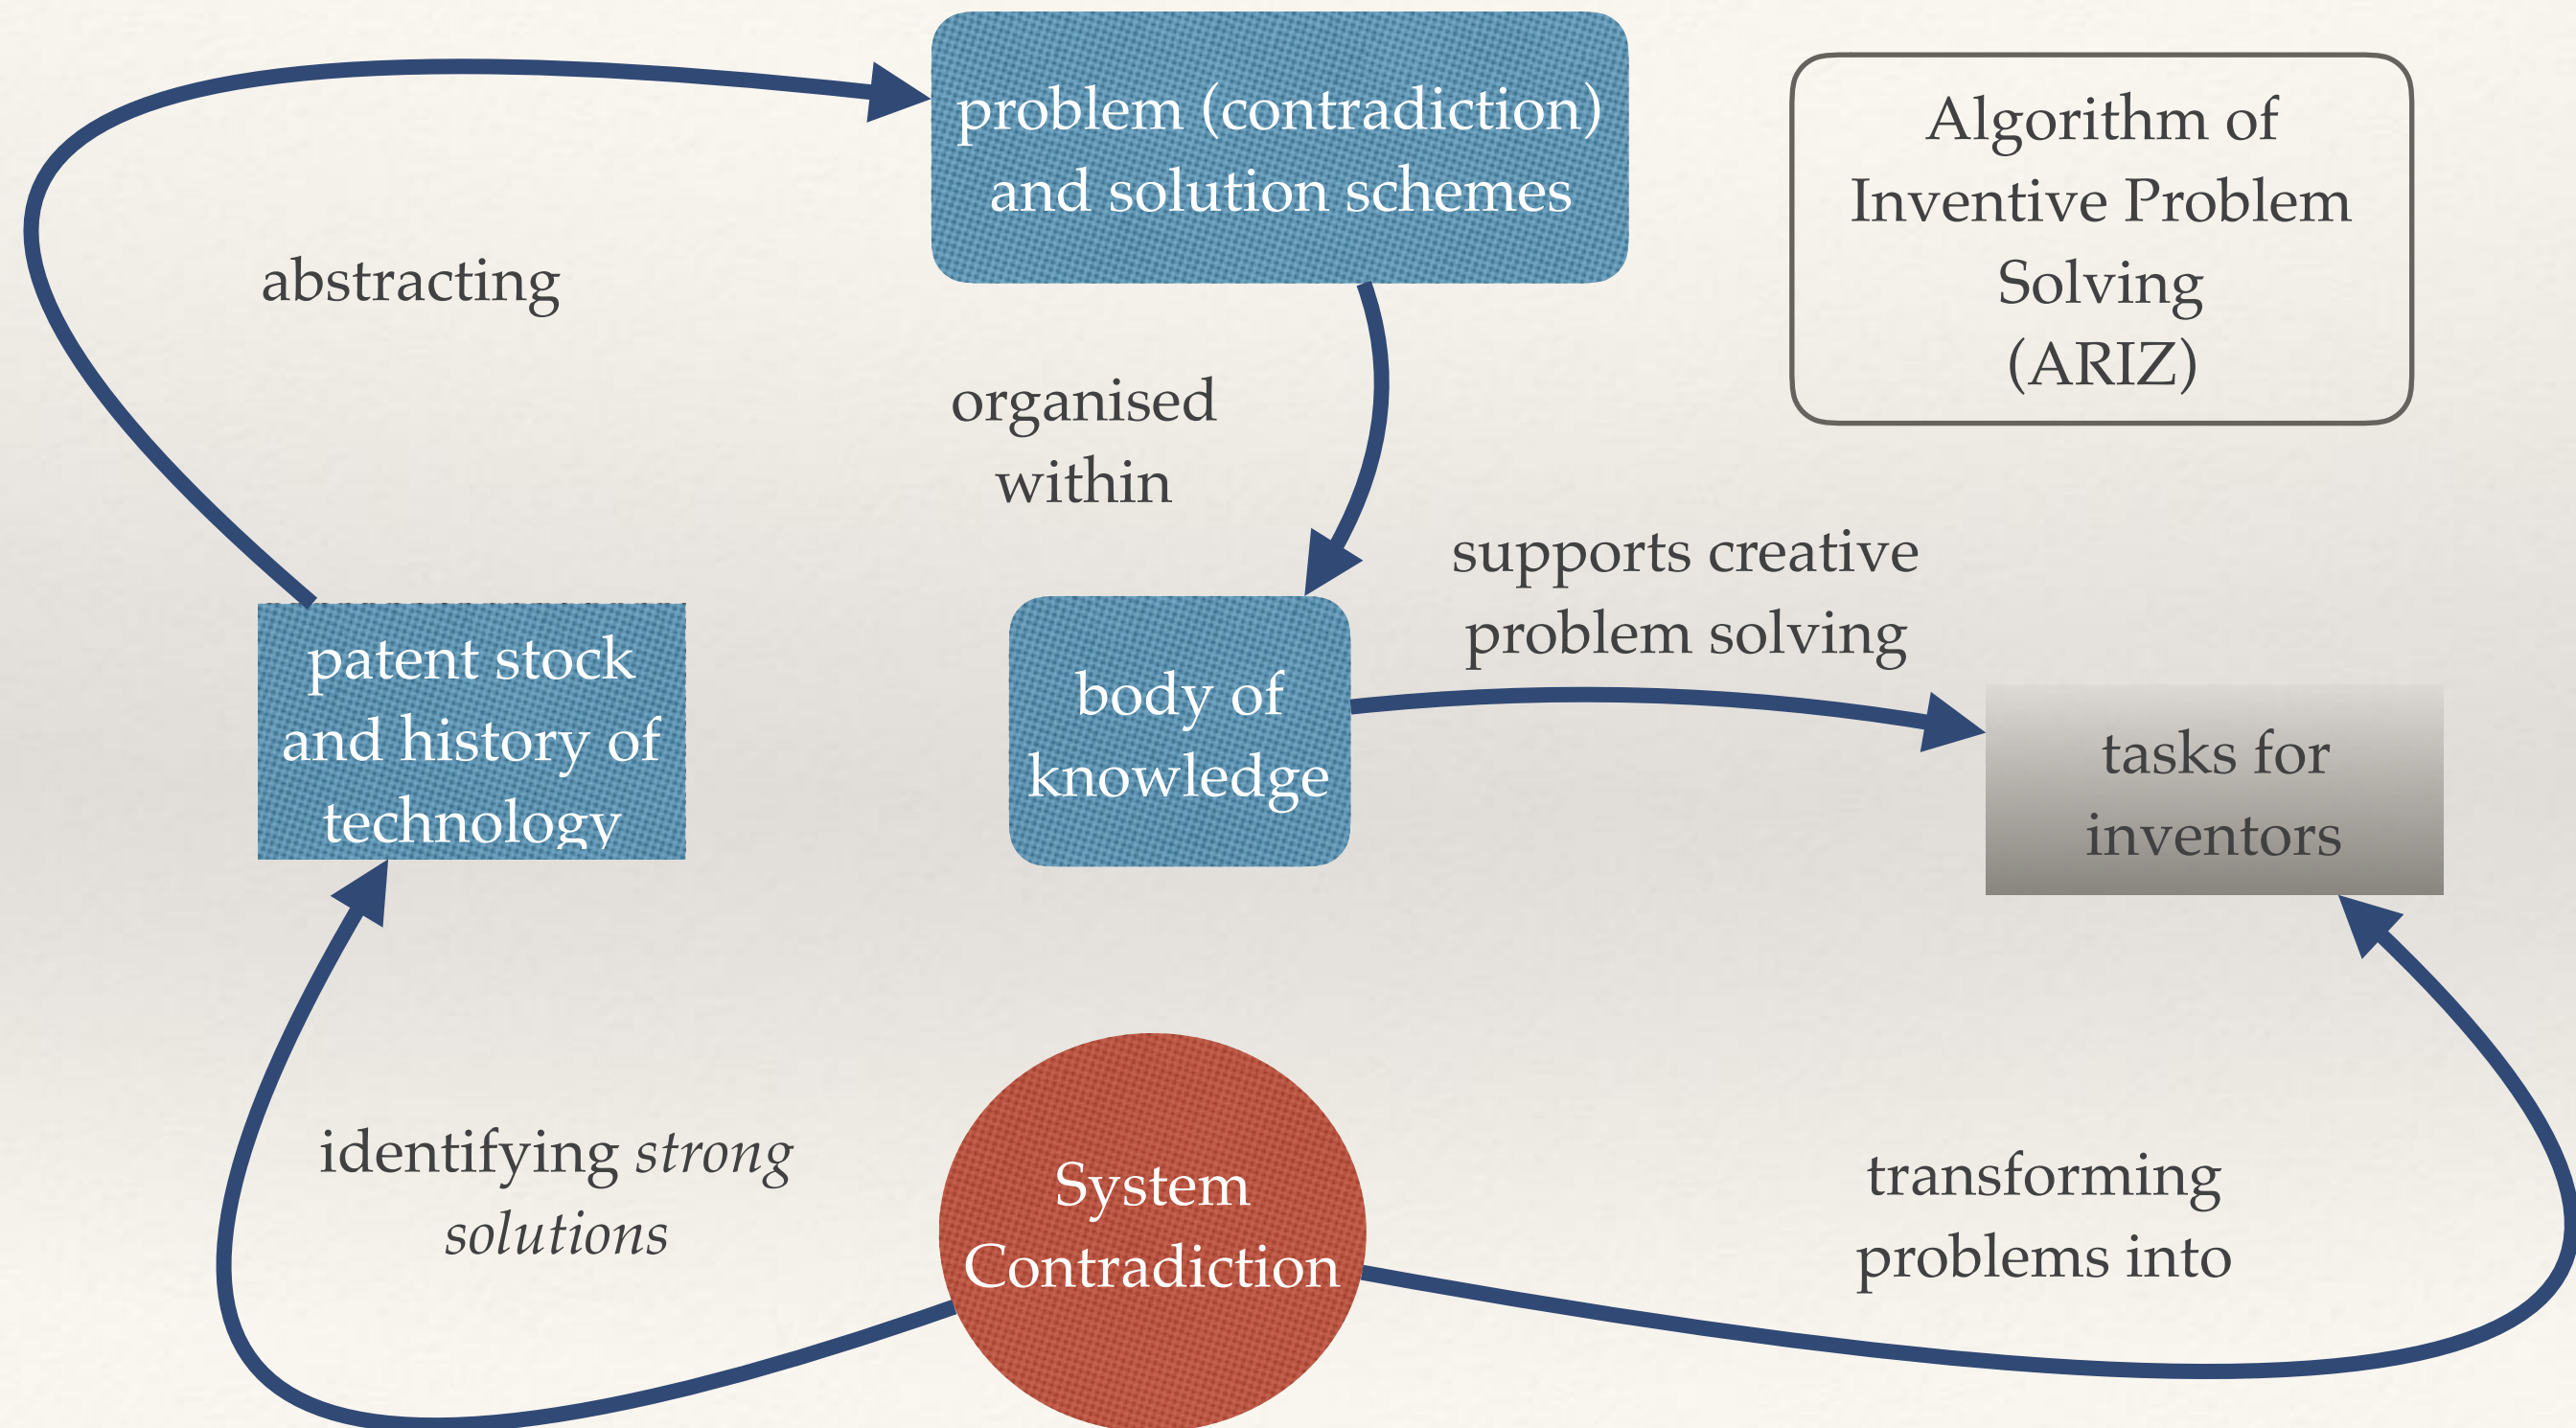 problem (contradiction)
and solution schemes
Algorithm of
Inventive Problem
Solving
(ARIZ)
abstracting
organised
within
supports creative
problem solving
patent stock
and history of
technology
body of
knowledge
tasks for
inventors
identifying strong
solutions
System
Contradiction
transforming
problems into